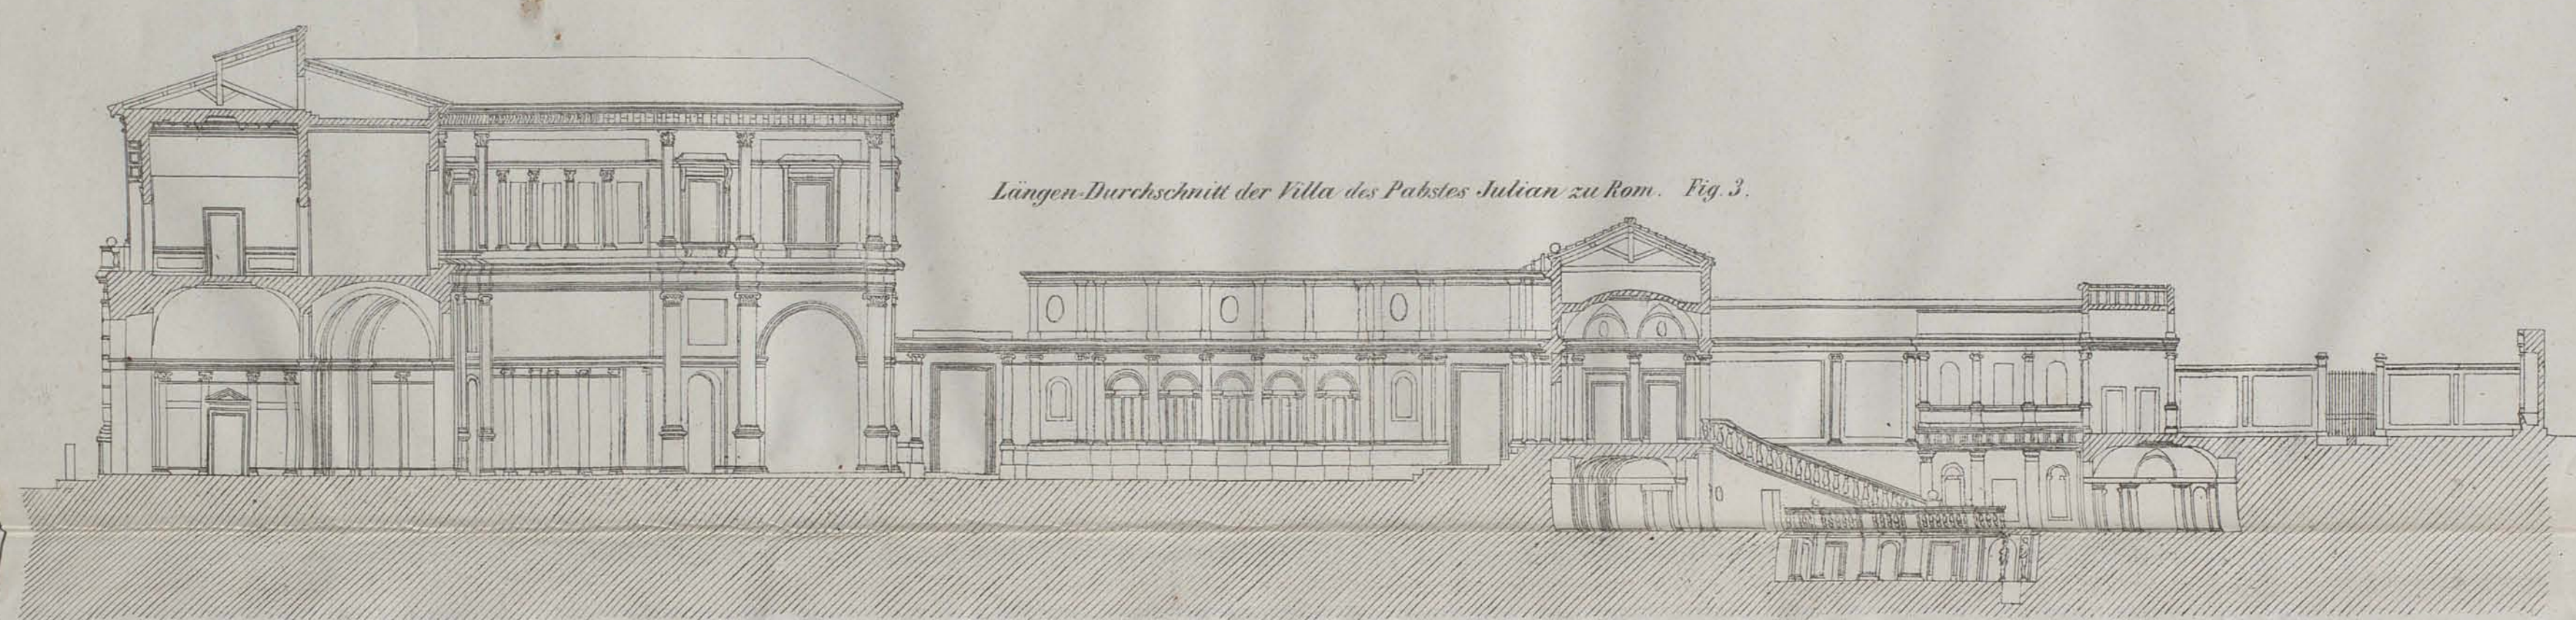 Längen-Durchschnitt der Villa des Pabstes Julian zu Rom. Fig. 3.